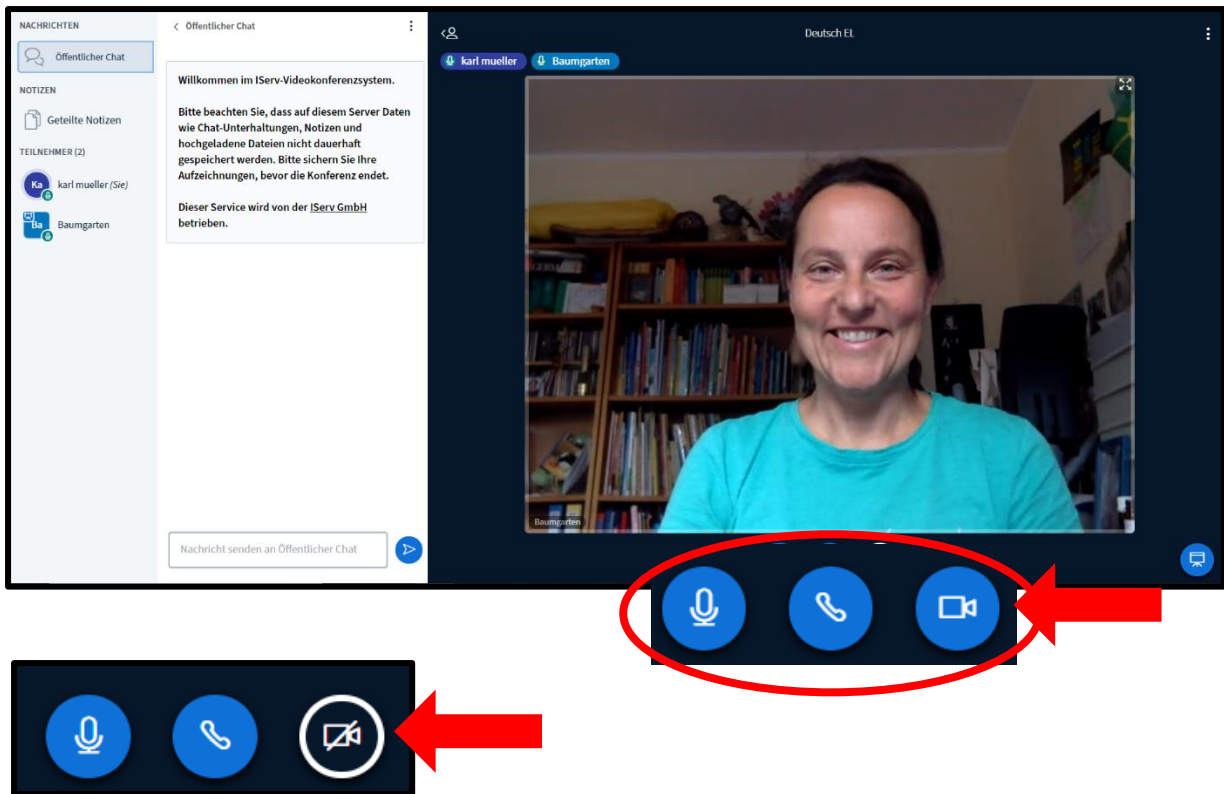 NACHRICHTEN
Öffentlicher Chat
NOTIZEN
Geteilte Notizen
TEILNEHMER (2)
Ka
karl mueller (Sie)
Ba
Baumgarten
Öffentlicher Chat
Willkommen im IServ-Videokonferenzsystem.
Bitte beachten Sie, dass auf diesem Server Daten
wie Chat-Unterhaltungen, Notizen und
hochgeladene Dateien nicht dauerhaft
gespeichert werden. Bitte sichern Sie Ihre
Aufzeichnungen, bevor die Konferenz endet.
Dieser Service wird von der IServ GmbH
betrieben.
Nachricht senden an Öffentlicher Chat
Deutsch EL
karl mueller
Baumgarten
Baumgarten